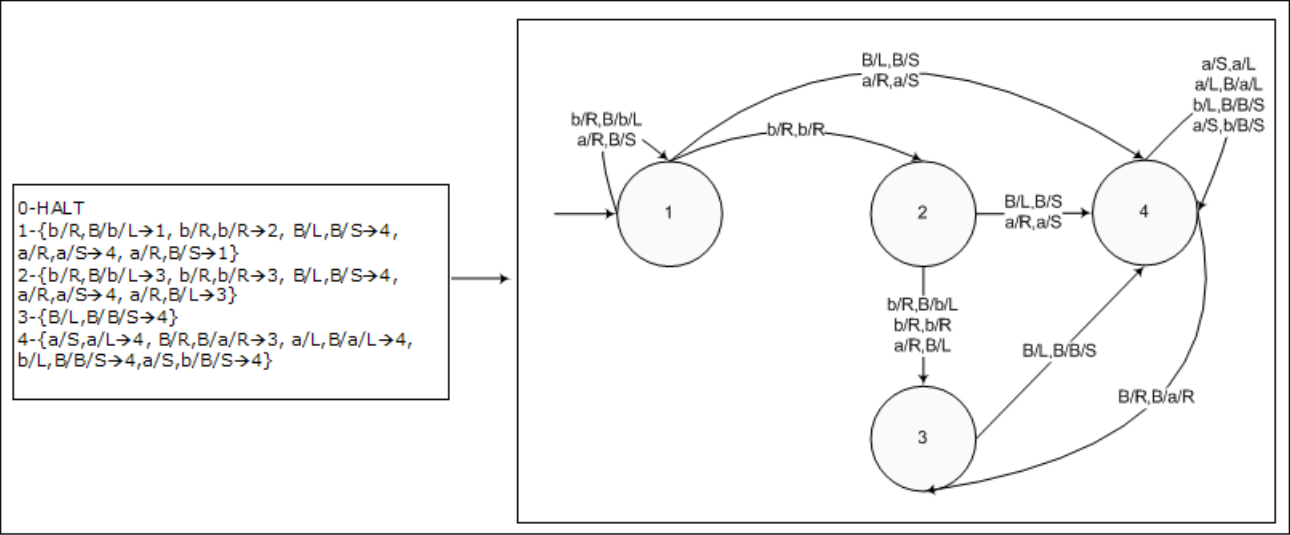 0-HALT
1-{b/R,B/b/L→1, b/R,b/R→2, B/L,B/S→4,
a/R,a/S→4, a/R,B/S→1}
2-{b/R,B/b/L→3, b/R,b/R→3, B/L,B/S→4,
a/R,a/S→4, a/R,B/L→3}
3-{B/L,B/B/S→4}
4-{a/S,a/L→4, B/R,B/a/R→3, a/L,B/a/L→4,
b/L,B/B/S→4,a/S,b/B/S→4}
B/L,B/S
a/R,a/S
a/S,a/L
a/L,B/a/L
b/L,B/B/S
a/S,b/B/S
b/R,B/b/L
a/R,B/S
b/R,b/R
1
2
B/L,B/S
a/R,a/S
4
b/R,B/b/L
b/R,b/R
a/R,B/L
B/L,B/B/S
B/R,B/a/R
3